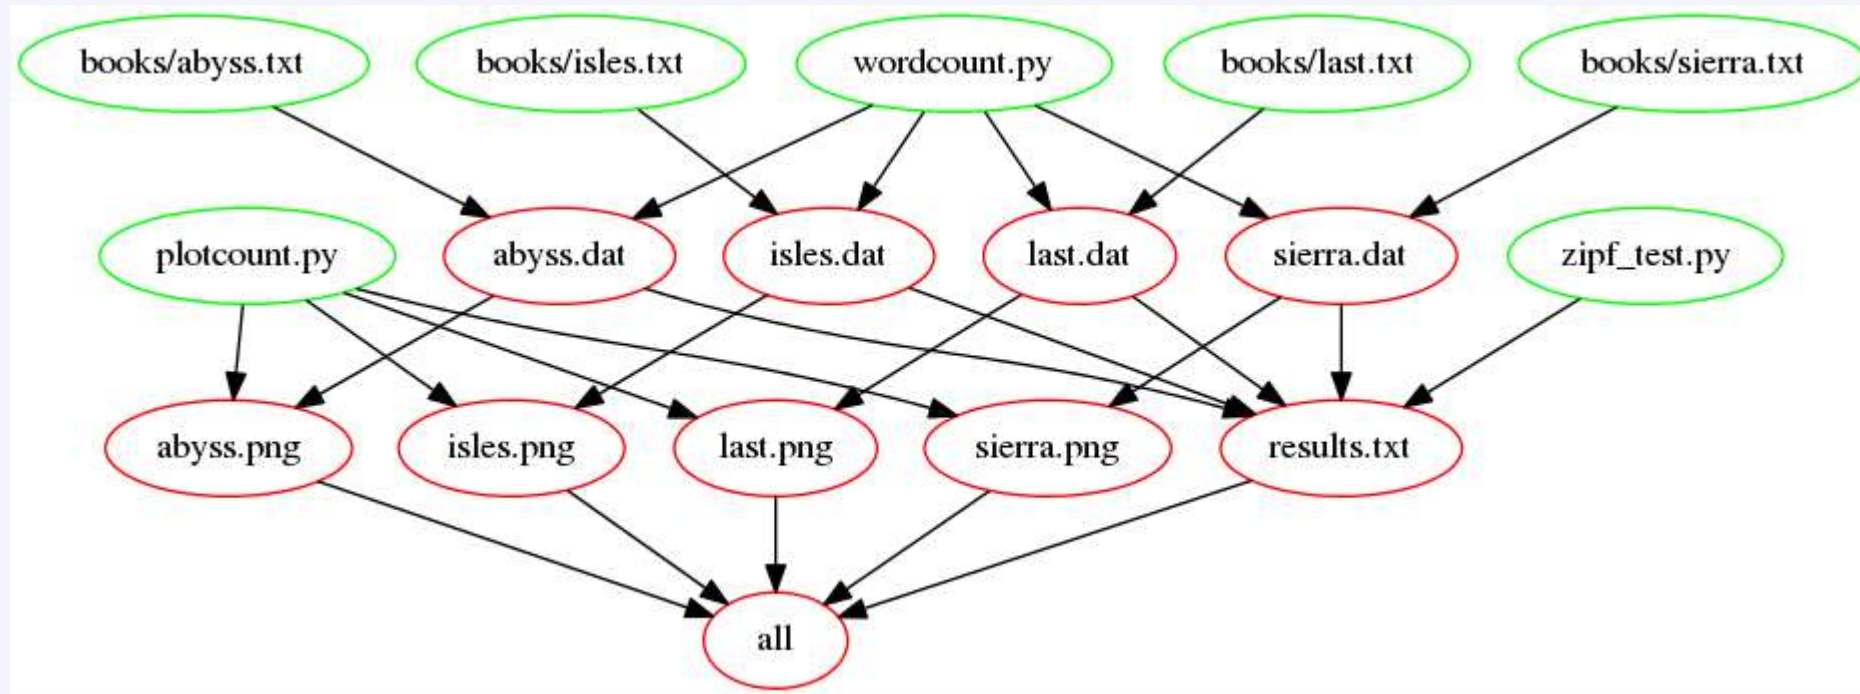 books/abyss.txt
books/isles.txt
wordcount.py
books/last.txt
books/sierra.txt
plotcount.py
abyss.dat
isles.dat
last.dat
sierra.dat
zipf_test.py
abyss.png
isles.png
last.png
sierra.png
results.txt
all